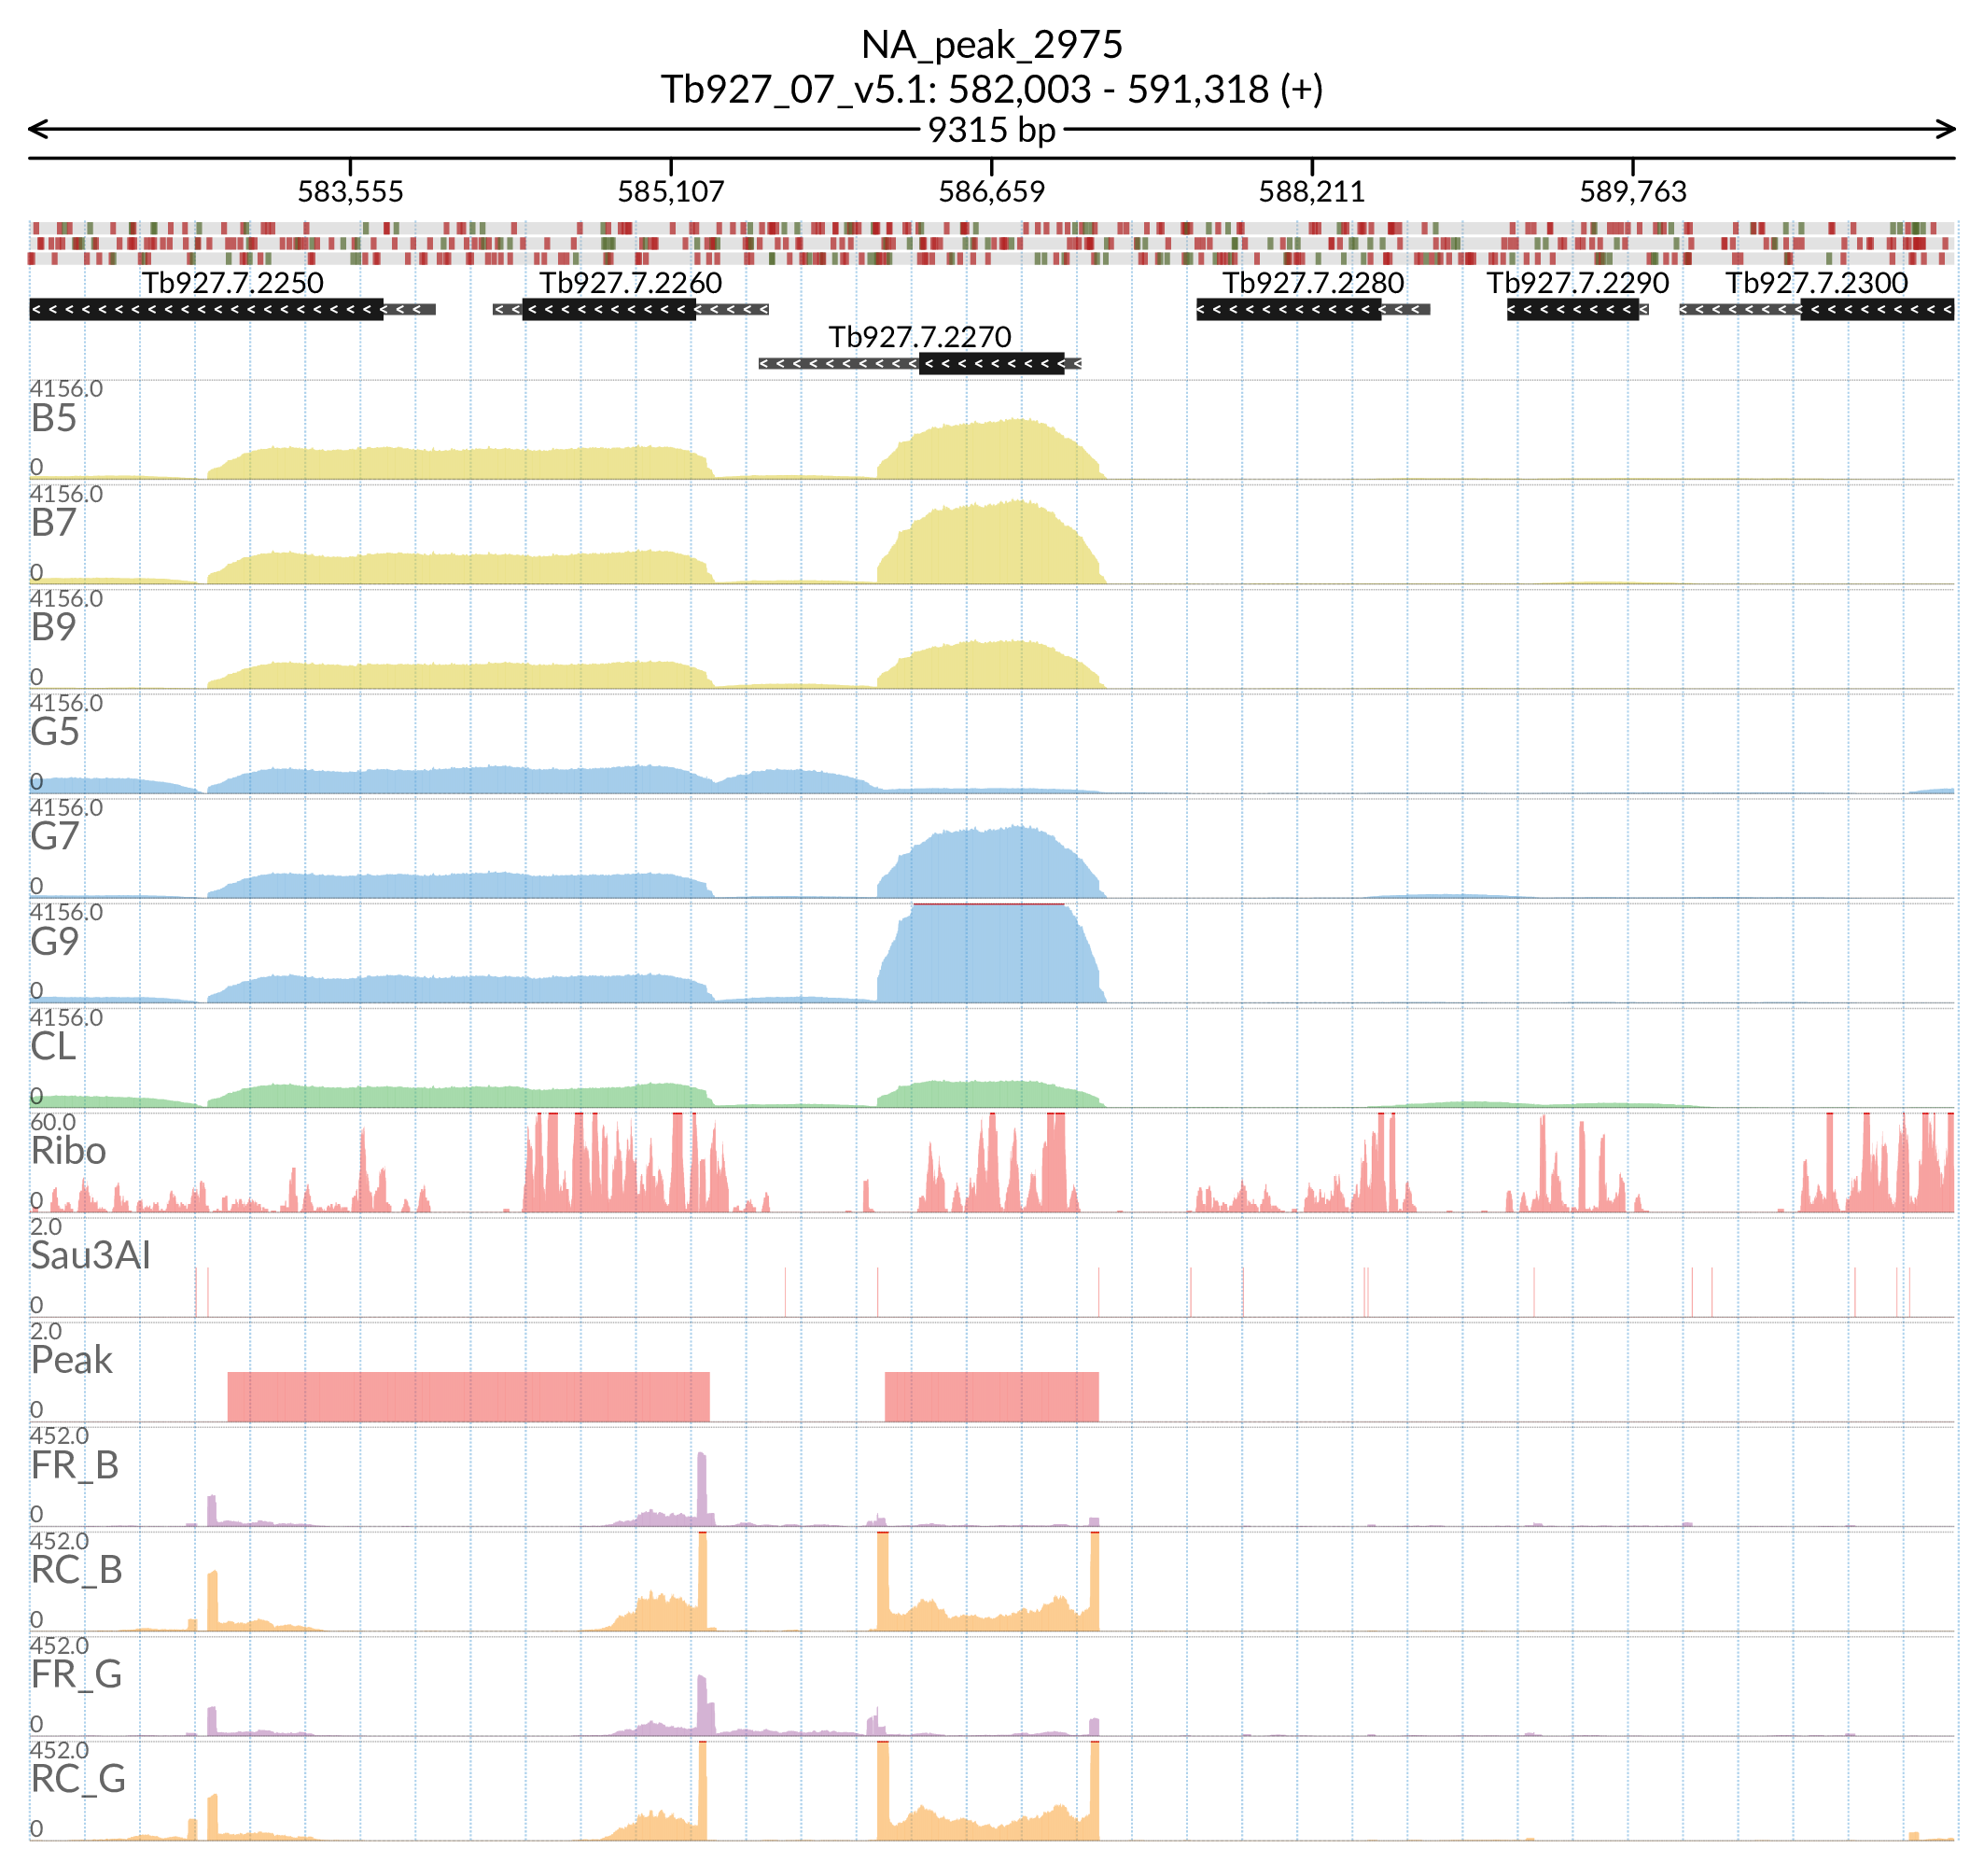 NA_peak_2975
Tb927_07_v5.1: 582,003 - 591,318 (+)
9315 bp
583,555 585,107 586,659 588,211 589,763
Tb927.7.2250 Tb927.7.2260 Tb927.7.2280 Tb927.7.2290 Tb927.7.2300
Tb927.7.2270
4156.0
B5
0
4156.0
B7
0
4156.0
B9
0
4156.0
G5
0
4156.0
G7
0
4156.0
G9
0
4156.0
CL
0
60.0
Ribo
0
2.0
Sau3AI
0
2.0
Peak
0
452.0
FR_B
0
452.0
RC_B
0
452.0
FR_G
0
452.0
RC_G
0